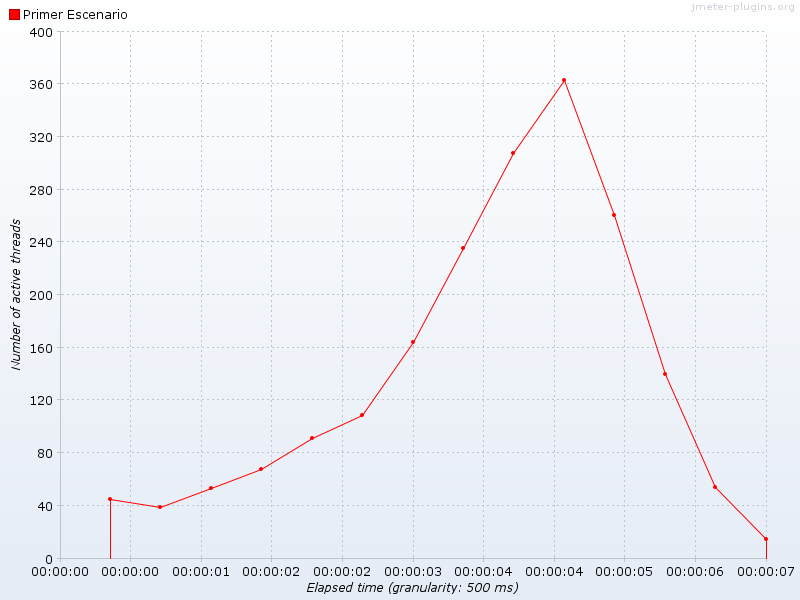 jmeter-plugins.org
Primer Escenario
400
360
320
280
240
200
160
120
80
40
0
Number of active threads
00:00:00 00:00:00 00:00:01 00:00:02 00:00:02 00:00:03 00:00:04 00:00:04 00:00:05 00:00:06 00:00:07
Elapsed time (granularity: 500 ms)